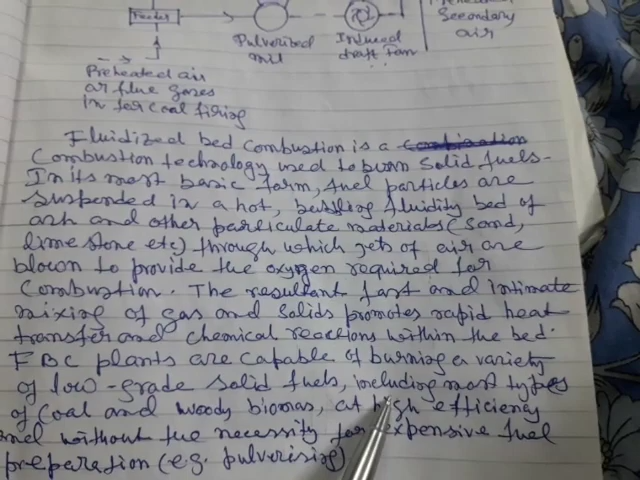 Preheated
Secondary
air
Feeder
Pulverized
mill
Induced
draft fan
Preheated air
or flue gases
in for coal firing
Fluidized bed combustion is a
Combustion technology used to burn Solid fuels.
In its most basic form, fuel particles are
suspended in a hot, bubbling fluidity bed of
ash and other particulate materials (Sand,
limestone etc) through which jets of air are
blown to provide the oxygen required for
Combustion. The resultant fast and intimate
mixing of gas and solids promotes rapid heat
transfer and chemical reactions within the bed.
FBC plants are capable of burning a variety
of low-grade solid fuels, including most types
of coal and woody biomas, at high efficiency
and without the necessity for expensive fuel
preparation (e.g. pulverising)